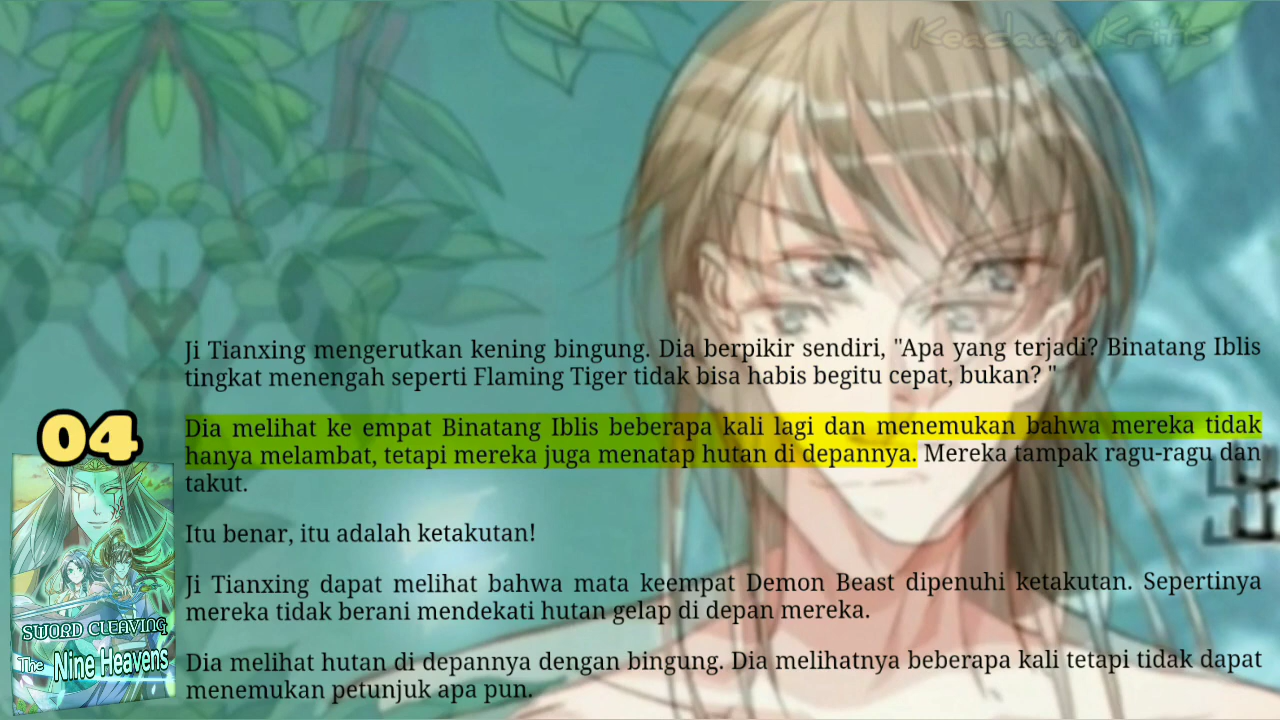 Keadaan Kritis
Ji Tianxing mengerutkan kening bingung. Dia berpikir sendiri, "Apa yang terjadi? Binatang Iblis
tingkat menengah seperti Flaming Tiger tidak bisa habis begitu cepat, bukan? "
Dia melihat ke empat Binatang Iblis beberapa kali lagi dan menemukan bahwa mereka tidak
hanya melambat, tetapi mereka juga menatap hutan di depannya. Mereka tampak ragu-ragu dan
takut.
Itu benar, itu adalah ketakutan!
Ji Tianxing dapat melihat bahwa mata keempat Demon Beast dipenuhi ketakutan. Sepertinya
mereka tidak berani mendekati hutan gelap di depan mereka.
Dia melihat hutan di depannya dengan bingung. Dia melihatnya beberapa kali tetapi tidak dapat
menemukan petunjuk apa pun.
04
SWORD CLEAVING
The Nine Heavens